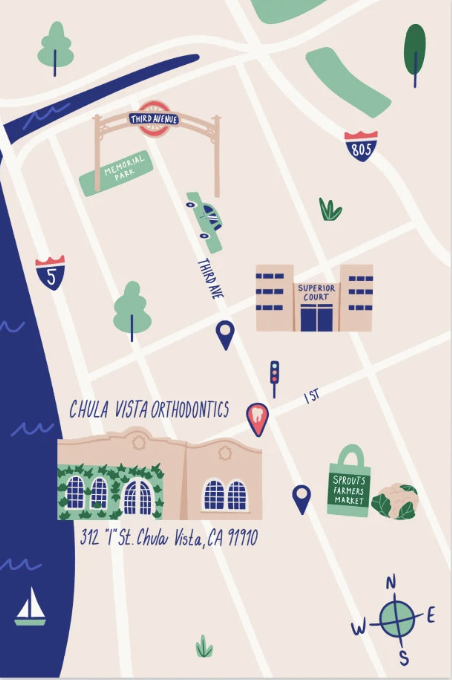 THIRD AVENUE
MEMORIAL
PARK
805
THIRD AVE
5
SUPERIOR
COURT
I ST
CHULA VISTA ORTHODONTICS
SPROUTS
FARMERS
MARKET
312 "I" St. Chula Vista, CA 91910
N
W E
S